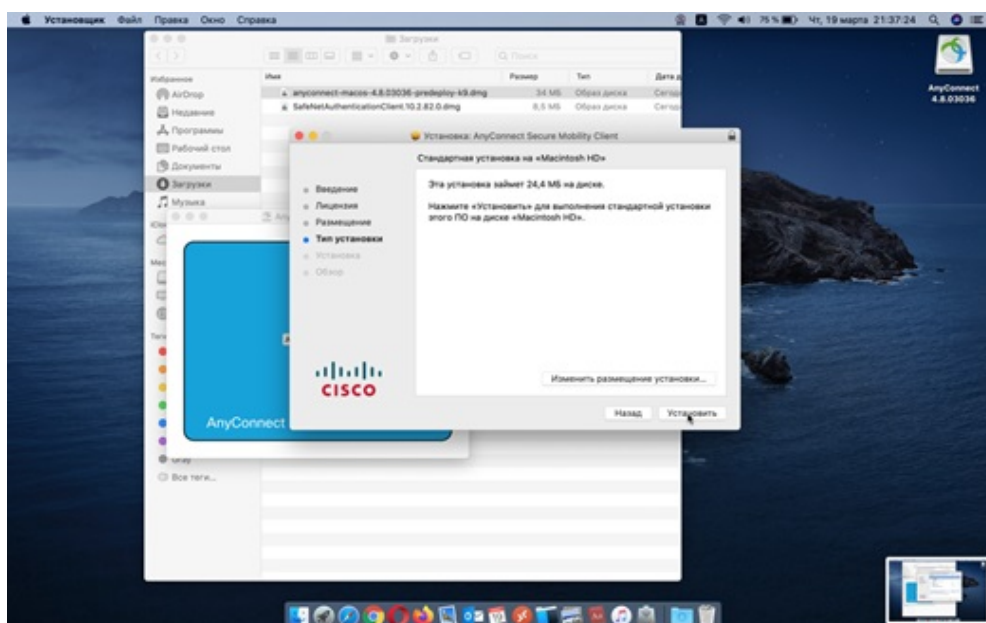 Установщик Файл Правка Окно Справка
75 % Чт, 19 марта 21:37:24
Загрузки
Поиск
Избранное
AirDrop
Недавние
Программы
Рабочий стол
Документы
Загрузки
Музыка
Теги
Gray
Все теги...
Имя Размер Тип
anyconnect-macos-4.8.03036-predeploy-k9.dmg 34 МБ Образ диска
SafeNetAuthenticationClient.10.2.82.0.dmg 8,5 МБ Образ диска
AnyConnect
4.8.03036
Установка: AnyConnect Secure Mobility Client
Стандартная установка на «Macintosh HD»
Введение
Лицензия
Размещение
Тип установки
Установка
Обзор
Эта установка займет 24,4 МБ на диске.
Нажмите «Установить» для выполнения стандартной установки
этого ПО на диске «Macintosh HD».
Изменить размещение установки...
Назад Установить
CISCO
AnyConnect